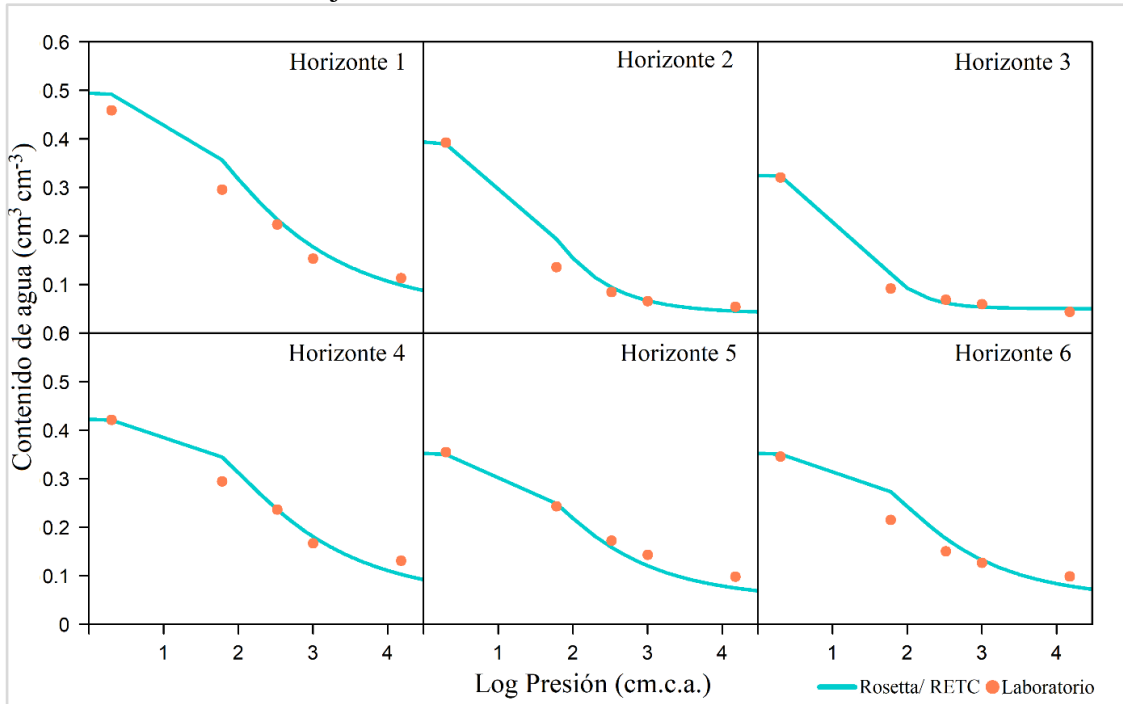 0.6
0.5
0.4
0.3
0.2
0.1
0.0
0.5
0.4
0.3
0.2
0.1
0
Contenido de agua (cm³ cm⁻³)
Horizonte 1
Horizonte 2
Horizonte 3
Horizonte 4
Horizonte 5
Horizonte 6
1 2 3 4 1 2 3 4 1 2 3 4
Log Presión (cm.c.a.)
Rosetta/ RETC Laboratorio